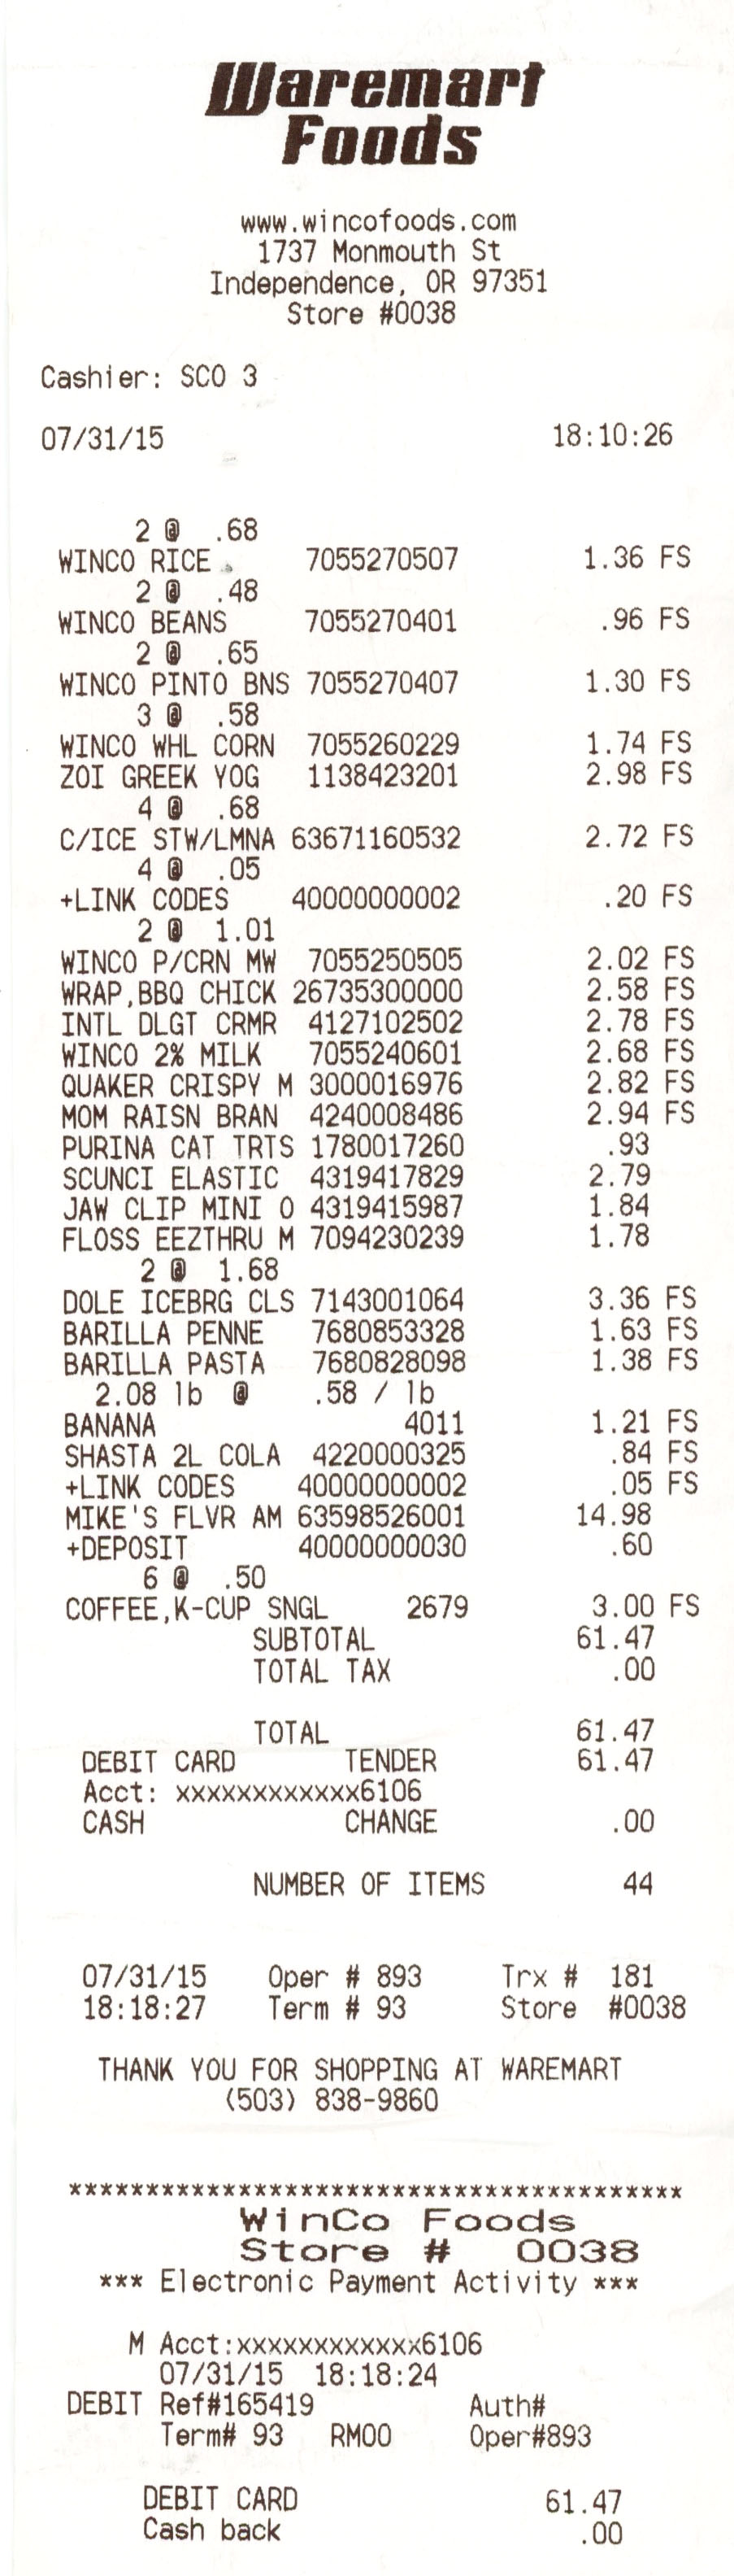 Waremart
Foods
www.wincofoods.com
1737 Monmouth St
Independence, OR 97351
Store #0038
Cashier: SCO 3
07/31/15 18:10:26
2 @ .68
WINCO RICE 7055270507 1.36 FS
2 @ .48
WINCO BEANS 7055270401 .96 FS
2 @ .65
WINCO PINTO BNS 7055270407 1.30 FS
3 @ .58
WINCO WHL CORN 7055260229 1.74 FS
ZOI GREEK YOG 1138423201 2.98 FS
4 @ .68
C/ICE STW/LMNA 63671160532 2.72 FS
4 @ .05
+LINK CODES 40000000002 .20 FS
2 @ 1.01
WINCO P/CRN MW 7055250505 2.02 FS
WRAP,BBQ CHICK 26735300000 2.58 FS
INTL DLGT CRMR 4127102502 2.78 FS
WINCO 2% MILK 7055240601 2.68 FS
QUAKER CRISPY M 3000016976 2.82 FS
MOM RAISN BRAN 4240008486 2.94 FS
PURINA CAT TRTS 1780017260 .93
SCUNCI ELASTIC 4319417829 2.79
JAW CLIP MINI O 4319415987 1.84
FLOSS EEZTHRU M 7094230239 1.78
2 @ 1.68
DOLE ICEBRG CLS 7143001064 3.36 FS
BARILLA PENNE 7680853328 1.63 FS
BARILLA PASTA 7680828098 1.38 FS
2.08 lb @ .58 / lb
BANANA 4011 1.21 FS
SHASTA 2L COLA 4220000325 .84 FS
+LINK CODES 40000000002 .05 FS
MIKE'S FLVR AM 63598526001 14.98
+DEPOSIT 40000000030 .60
6 @ .50
COFFEE,K-CUP SNGL 2679 3.00 FS
SUBTOTAL 61.47
TOTAL TAX .00
TOTAL 61.47
DEBIT CARD TENDER 61.47
Acct: xxxxxxxxxxxx6106
CASH CHANGE .00
NUMBER OF ITEMS 44
07/31/15 Oper # 893 Trx # 181
18:18:27 Term # 93 Store #0038
THANK YOU FOR SHOPPING AT WAREMART
(503) 838-9860
****************************************
WinCo Foods
Store # 0038
*** Electronic Payment Activity ***
M Acct:xxxxxxxxxxxx6106
07/31/15 18:18:24
DEBIT Ref#165419 Auth#
Term# 93 RM00 Oper#893
DEBIT CARD 61.47
Cash back .00